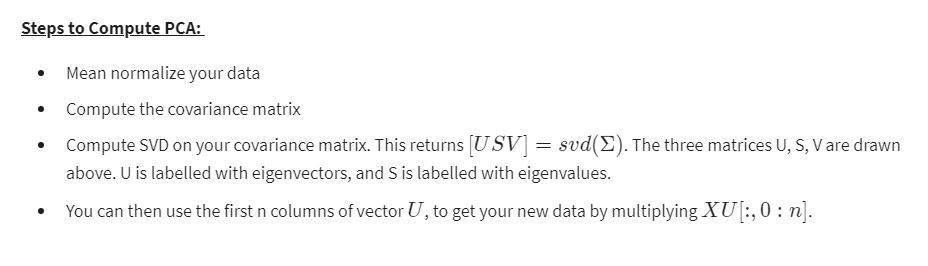 Steps to Compute PCA:
• Mean normalize your data
• Compute the covariance matrix
• Compute SVD on your covariance matrix. This returns [USV] = svd(Σ). The three matrices U, S, V are drawn
above. U is labelled with eigenvectors, and S is labelled with eigenvalues.
• You can then use the first n columns of vector U, to get your new data by multiplying XU[:, 0 : n].